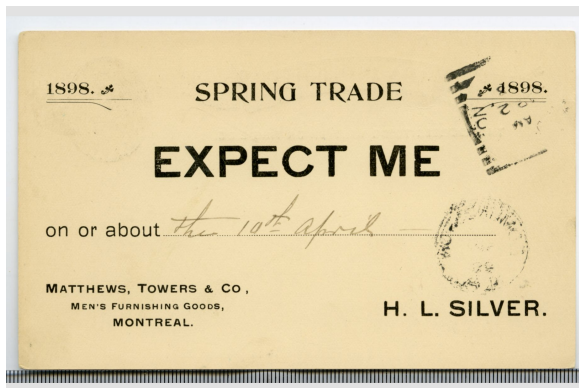 1898. SPRING TRADE 1898.
EXPECT ME
on or about the 10th April
MATTHEWS, TOWERS & CO,
MEN'S FURNISHING GOODS,
MONTREAL.
H. L. SILVER.